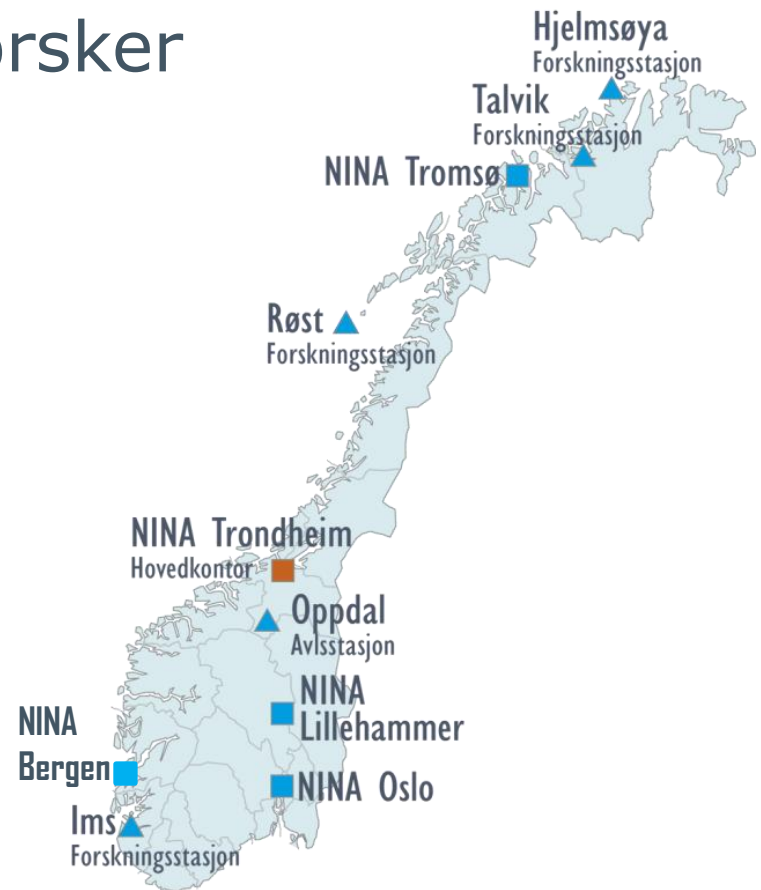 orsker
Hjelmsøya
Forskningsstasjon
Talvik
Forskningsstasjon
NINA Tromsø
Røst
Forskningsstasjon
NINA Trondheim
Hovedkontor
Oppdal
Avlsstasjon
NINA
Lillehammer
NINA
Bergen
NINA Oslo
Ims
Forskningsstasjon